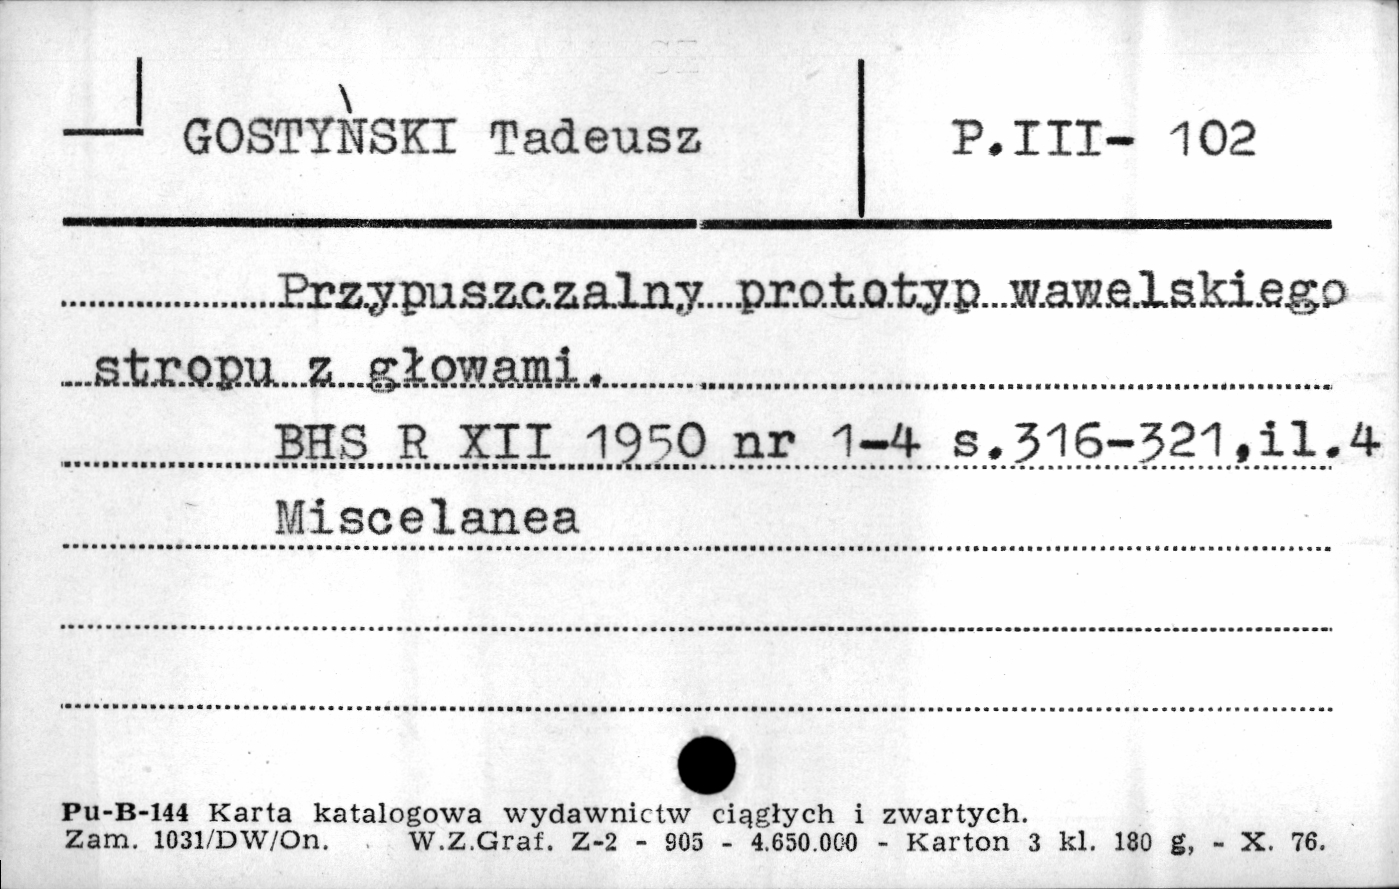 GOSTYŃSKI Tadeusz P.III- 102
Przypuszczalny prototyp wawelskiego
stropu z głowami.
BHS R XII 1950 nr 1-4 s.316-321,il.4
Miscelanea
Pu-B-144 Karta katalogowa wydawnictw ciągłych i zwartych.
Zam. 1031/DW/On. W.Z.Graf. Z-2 - 905 - 4.650.000 - Karton 3 kl. 180 g, - X. 76.